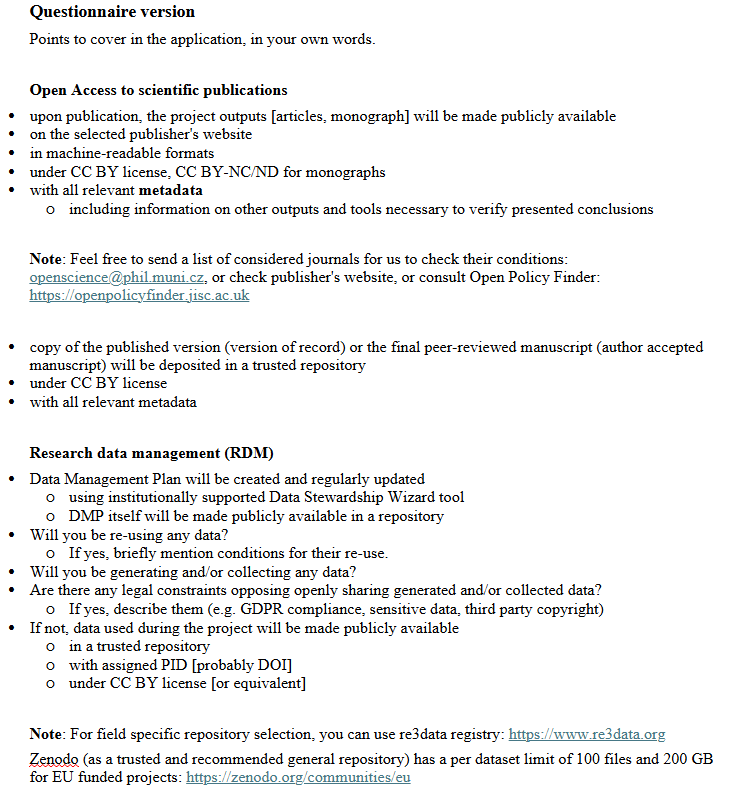 Questionnaire version
Points to cover in the application, in your own words.
Open Access to scientific publications
• upon publication, the project outputs [articles, monograph] will be made publicly available
• on the selected publisher's website
• in machine-readable formats
• under CC BY license, CC BY-NC/ND for monographs
• with all relevant metadata
o including information on other outputs and tools necessary to verify presented conclusions
Note: Feel free to send a list of considered journals for us to check their conditions:
openscience@phil.muni.cz, or check publisher's website, or consult Open Policy Finder:
https://openpolicyfinder.jisc.ac.uk
• copy of the published version (version of record) or the final peer-reviewed manuscript (author accepted
manuscript) will be deposited in a trusted repository
• under CC BY license
• with all relevant metadata
Research data management (RDM)
• Data Management Plan will be created and regularly updated
o using institutionally supported Data Stewardship Wizard tool
o DMP itself will be made publicly available in a repository
• Will you be re-using any data?
o If yes, briefly mention conditions for their re-use.
• Will you be generating and/or collecting any data?
• Are there any legal constraints opposing openly sharing generated and/or collected data?
o If yes, describe them (e.g. GDPR compliance, sensitive data, third party copyright)
• If not, data used during the project will be made publicly available
o in a trusted repository
o with assigned PID [probably DOI]
o under CC BY license [or equivalent]
Note: For field specific repository selection, you can use re3data registry: https://www.re3data.org
Zenodo (as a trusted and recommended general repository) has a per dataset limit of 100 files and 200 GB
for EU funded projects: https://zenodo.org/communities/eu